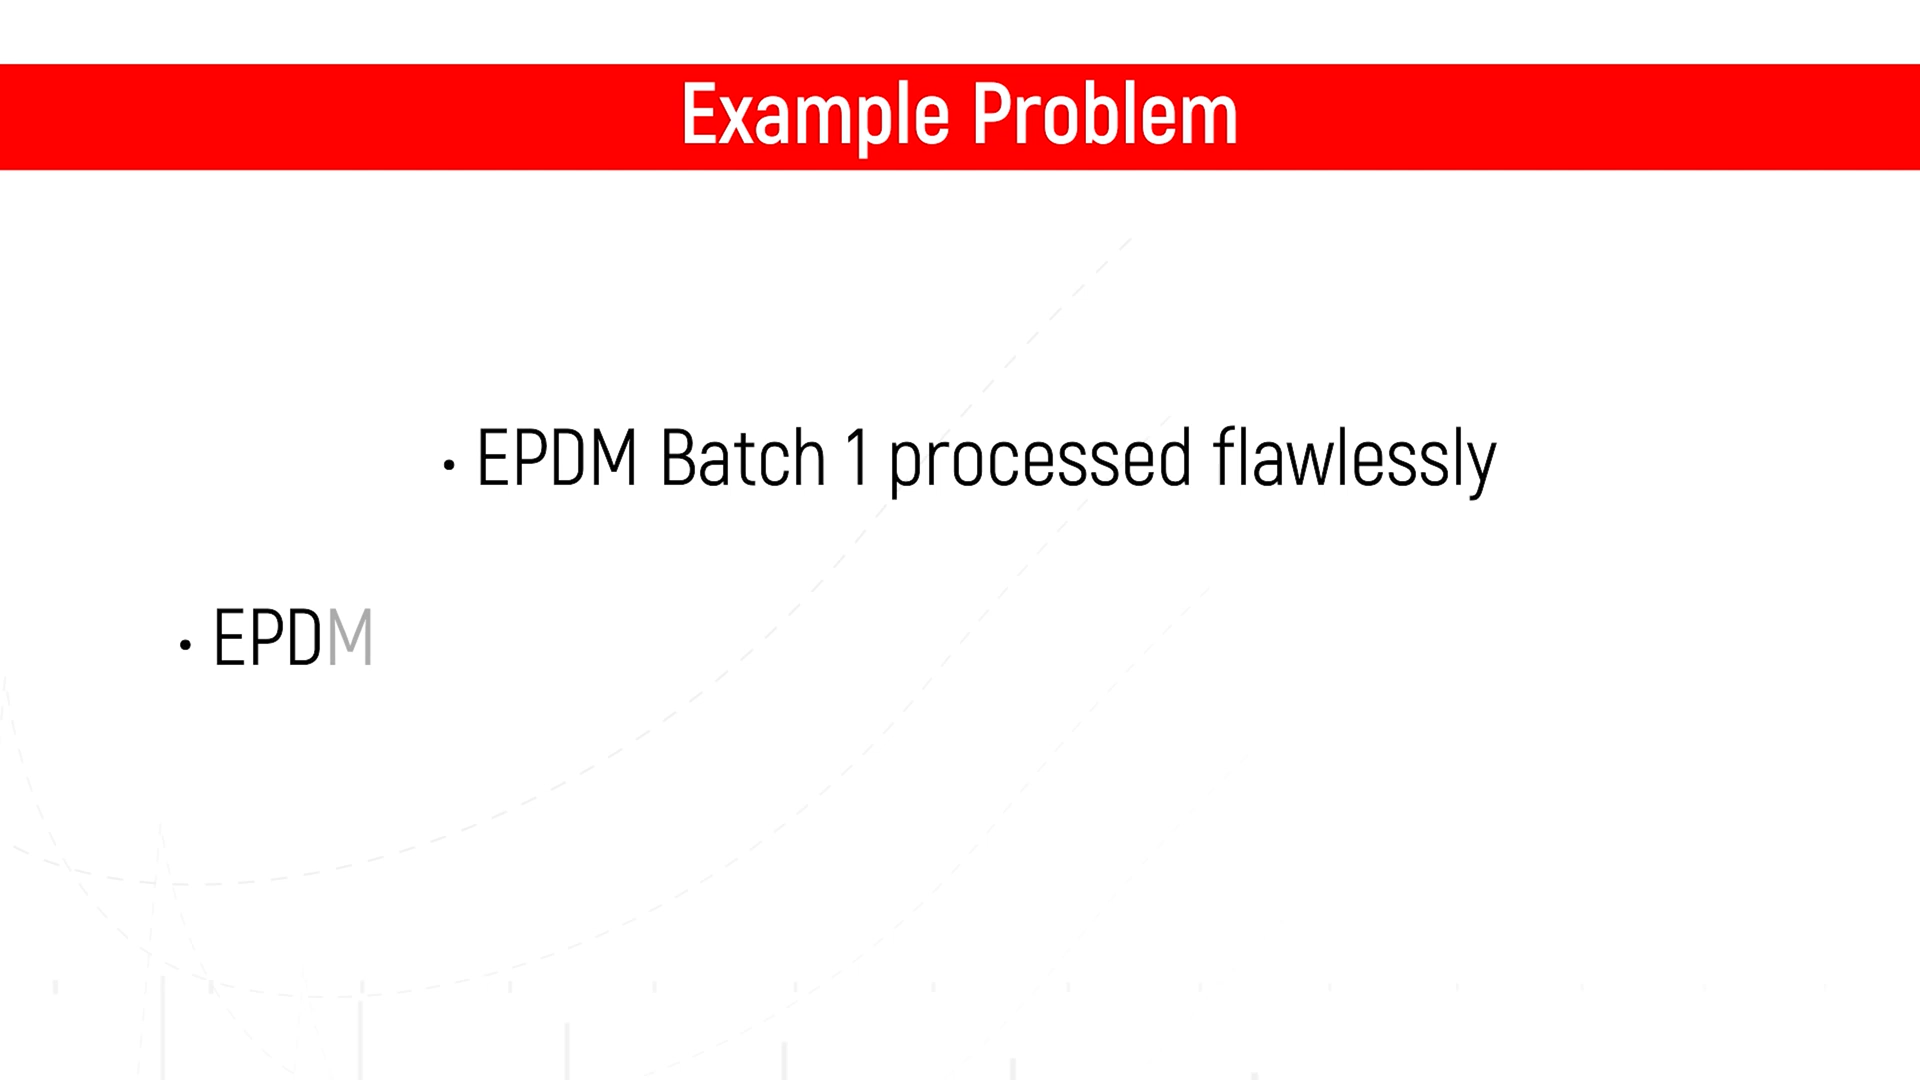 Example Problem
• EPDM Batch 1 processed flawlessly
• EPDM